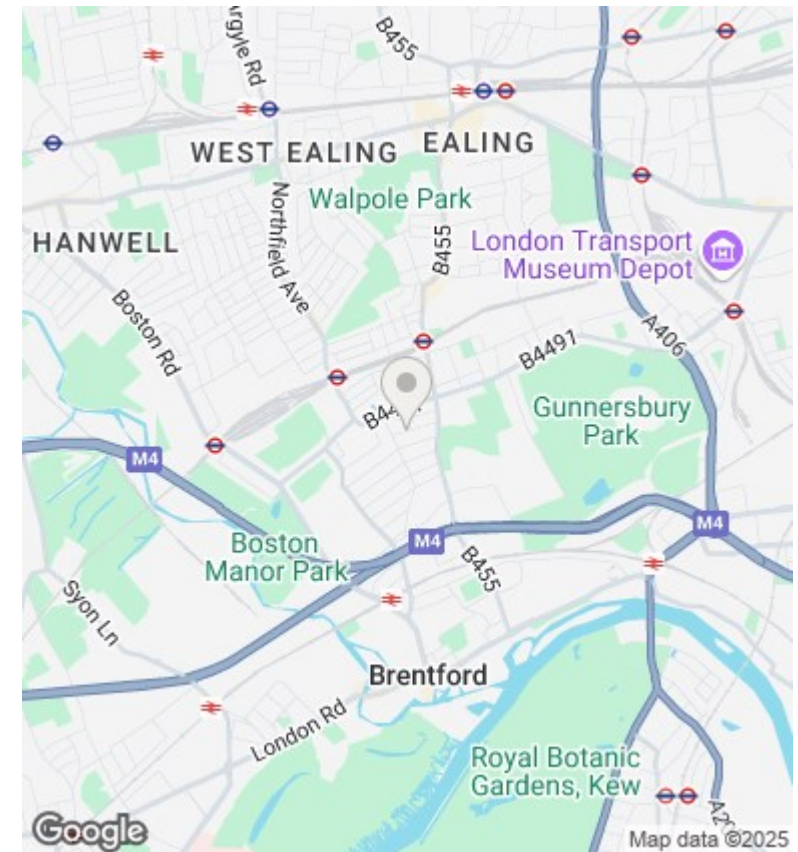 Argyle Rd
B455
WEST EALING
EALING
Walpole Park
Northfield Ave
B455
HANWELL
London Transport
Museum Depot
Boston Rd
A406
B4491
Gunnersbury
Park
M4
M4
M4
Boston
Manor Park
B455
Syon Ln
Brentford
London Rd
Royal Botanic
Gardens, Kew
Google
Map data ©2025